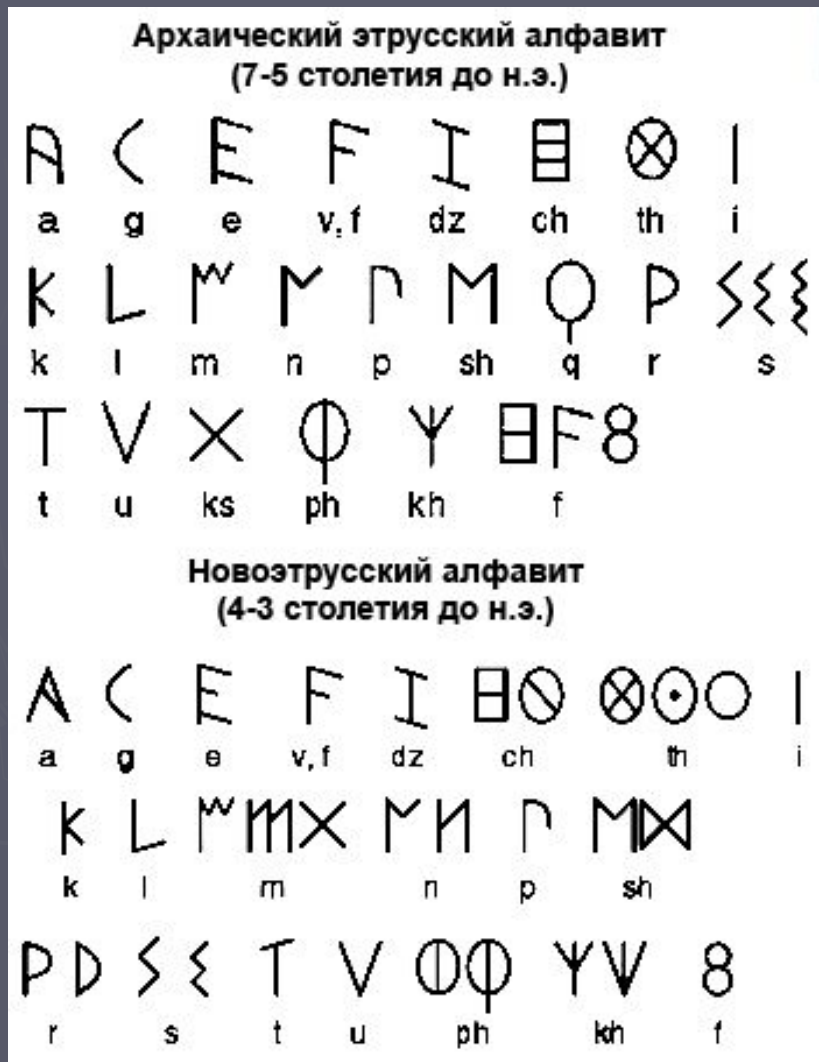 Архаический этрусский алфавит
(7-5 столетия до н.э.)
𐌀 𐌂 𐌄 𐌅 𐌆 𐌇 𐌈 𐌉
a g e v, f dz ch th i
𐌊 𐌋 𐌌 𐌍 𐌐 𐌑 𐌒 𐌓 𐌔
k l m n p sh q r s
𐌕 𐌖 𐌗 𐌘 𐌙 𐌇𐌅𐌚
t u ks ph kh f
Новоэтрусский алфавит
(4-3 столетия до н.э.)
𐌀 𐌂 𐌄 𐌅 𐌆 𐌇 𐌈 𐌉
a g e v, f dz ch th i
𐌊 𐌋 𐌌 𐌍 𐌐 𐌑
k l m n p sh
𐌓 𐌔 𐌕 𐌖 𐌘 𐌙 𐌚
r s t u ph kh f